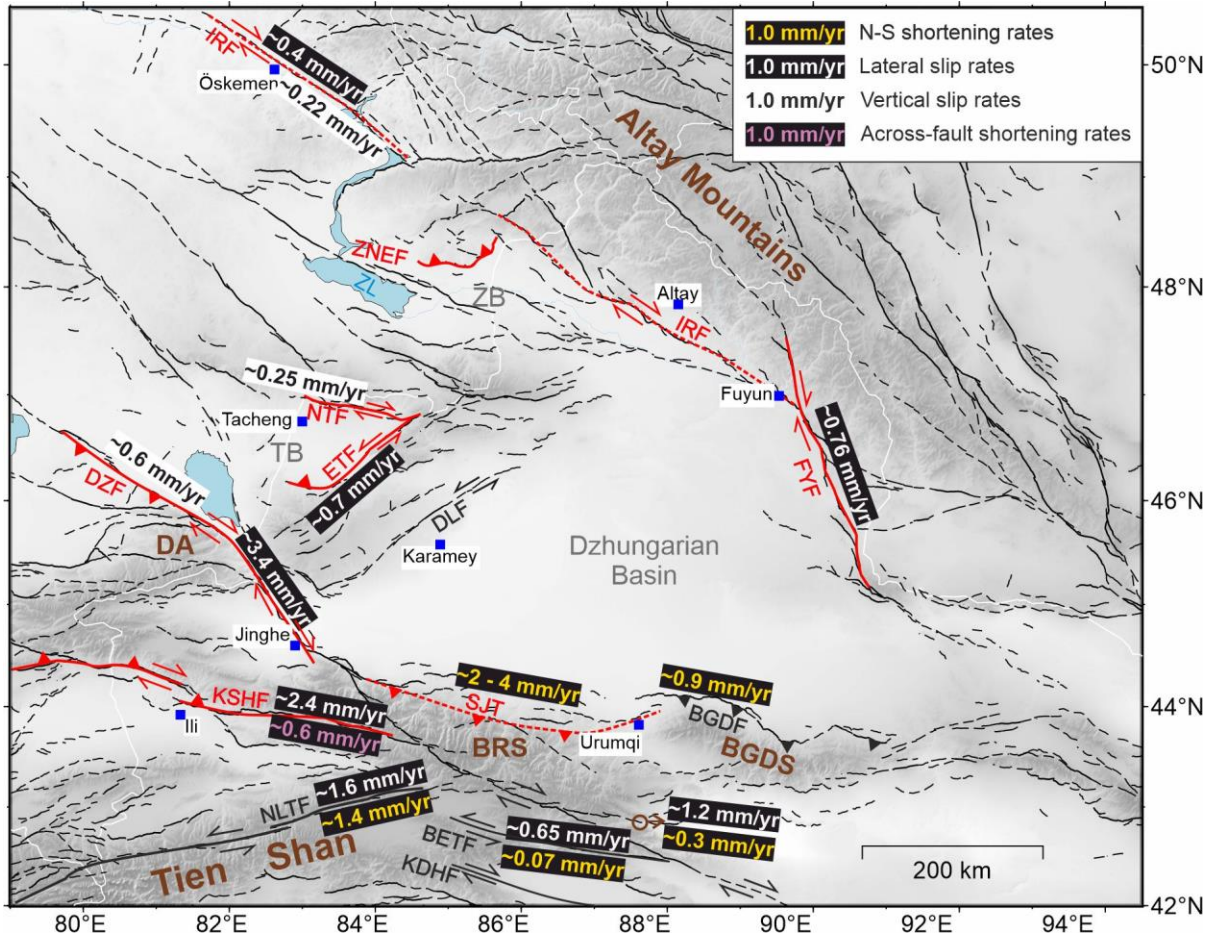 1.0 mm/yr N-S shortening rates
1.0 mm/yr Lateral slip rates
1.0 mm/yr Vertical slip rates
1.0 mm/yr Across-fault shortening rates
50°N
48°N
46°N
44°N
42°N
IRF
~0.4 mm/yr
Öskemen
~0.22 mm/yr
Altay Mountains
ZNEF
ZL
ZB
Altay
IRF
Fuyun
~0.76 mm/yr
FYF
~0.25 mm/yr
Tacheng
NTF
TB
ETF
~0.7 mm/yr
~0.6 mm/yr
DZF
DA
~3.4 mm/yr
DLF
Karamey
Dzhungarian
Basin
Jinghe
KSHF
~2.4 mm/yr
~0.6 mm/yr
Ili
~2 - 4 mm/yr
SJT
BRS
Urumqi
~0.9 mm/yr
BGDF
BGDS
NLTF
~1.6 mm/yr
~1.4 mm/yr
BETF
~0.65 mm/yr
~0.07 mm/yr
KDHF
~1.2 mm/yr
~0.3 mm/yr
Tien Shan
200 km
80°E
82°E
84°E
86°E
88°E
90°E
92°E
94°E